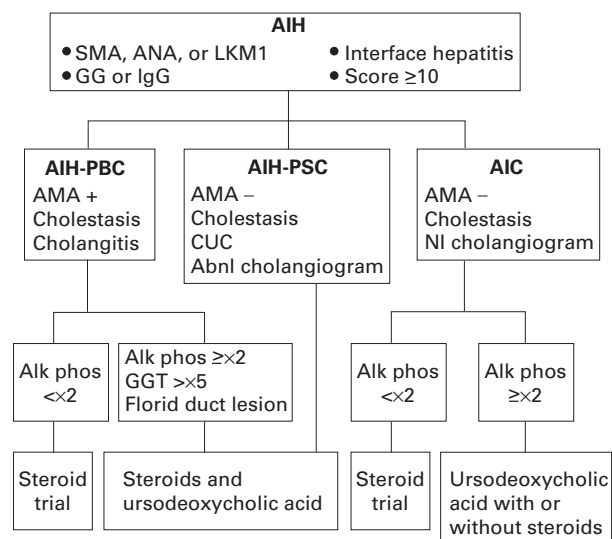 AIH
• SMA, ANA, or LKM1
• GG or IgG
• Interface hepatitis
• Score ≥10
AIH-PBC
AMA +
Cholestasis
Cholangitis
AIH-PSC
AMA –
Cholestasis
CUC
Abnl cholangiogram
AIC
AMA –
Cholestasis
Nl cholangiogram
Alk phos
<×2
Alk phos ≥×2
GGT >×5
Florid duct lesion
Alk phos
<×2
Alk phos
≥×2
Steroid
trial
Steroids and
ursodeoxycholic acid
Steroid
trial
Ursodeoxycholic
acid with or
without steroids